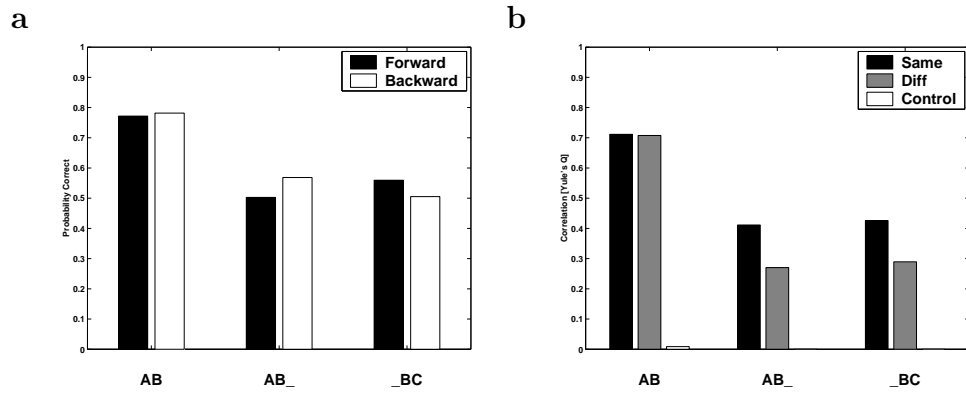 a
Probability Correct
1
0.9
0.8
0.7
0.6
0.5
0.4
0.3
0.2
0.1
0
Forward
Backward
AB AB_ _BC
b
Correlation [Yule's Q]
1
0.9
0.8
0.7
0.6
0.5
0.4
0.3
0.2
0.1
0
Same
Diff
Control
AB AB_ _BC